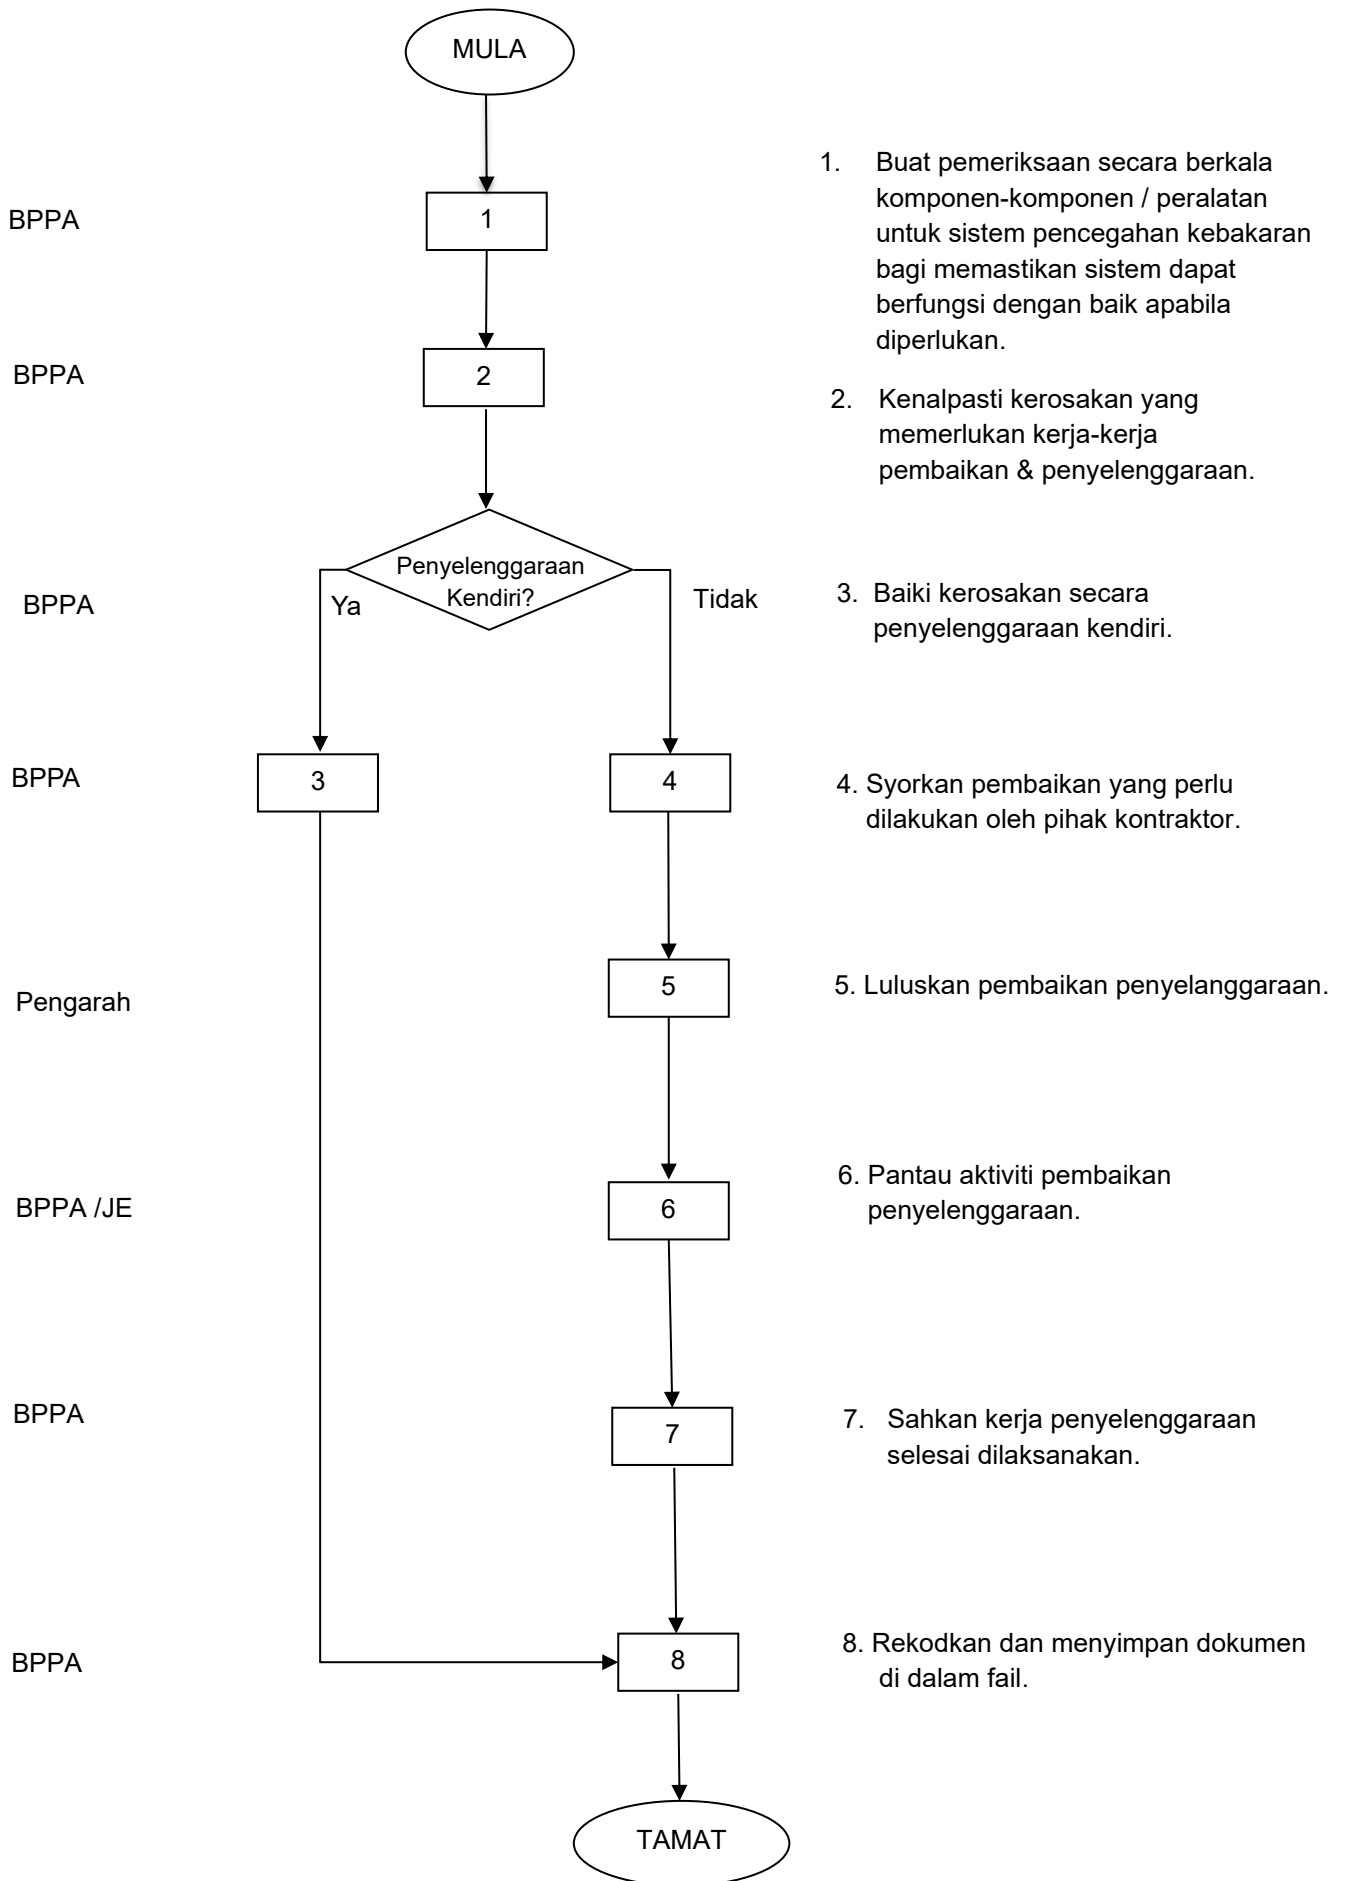 MULA
BPPA
1
1. Buat pemeriksaan secara berkala
komponen-komponen / peralatan
untuk sistem pencegahan kebakaran
bagi memastikan sistem dapat
berfungsi dengan baik apabila
diperlukan.
BPPA
2
2. Kenalpasti kerosakan yang
memerlukan kerja-kerja
pembaikan & penyelenggaraan.
BPPA
Penyelenggaraan
Kendiri?
Ya
Tidak
3. Baiki kerosakan secara
penyelenggaraan kendiri.
BPPA
3
4
4. Syorkan pembaikan yang perlu
dilakukan oleh pihak kontraktor.
Pengarah
5
5. Luluskan pembaikan penyelanggaraan.
BPPA /JE
6
6. Pantau aktiviti pembaikan
penyelenggaraan.
BPPA
7
7. Sahkan kerja penyelenggaraan
selesai dilaksanakan.
BPPA
8
8. Rekodkan dan menyimpan dokumen
di dalam fail.
TAMAT